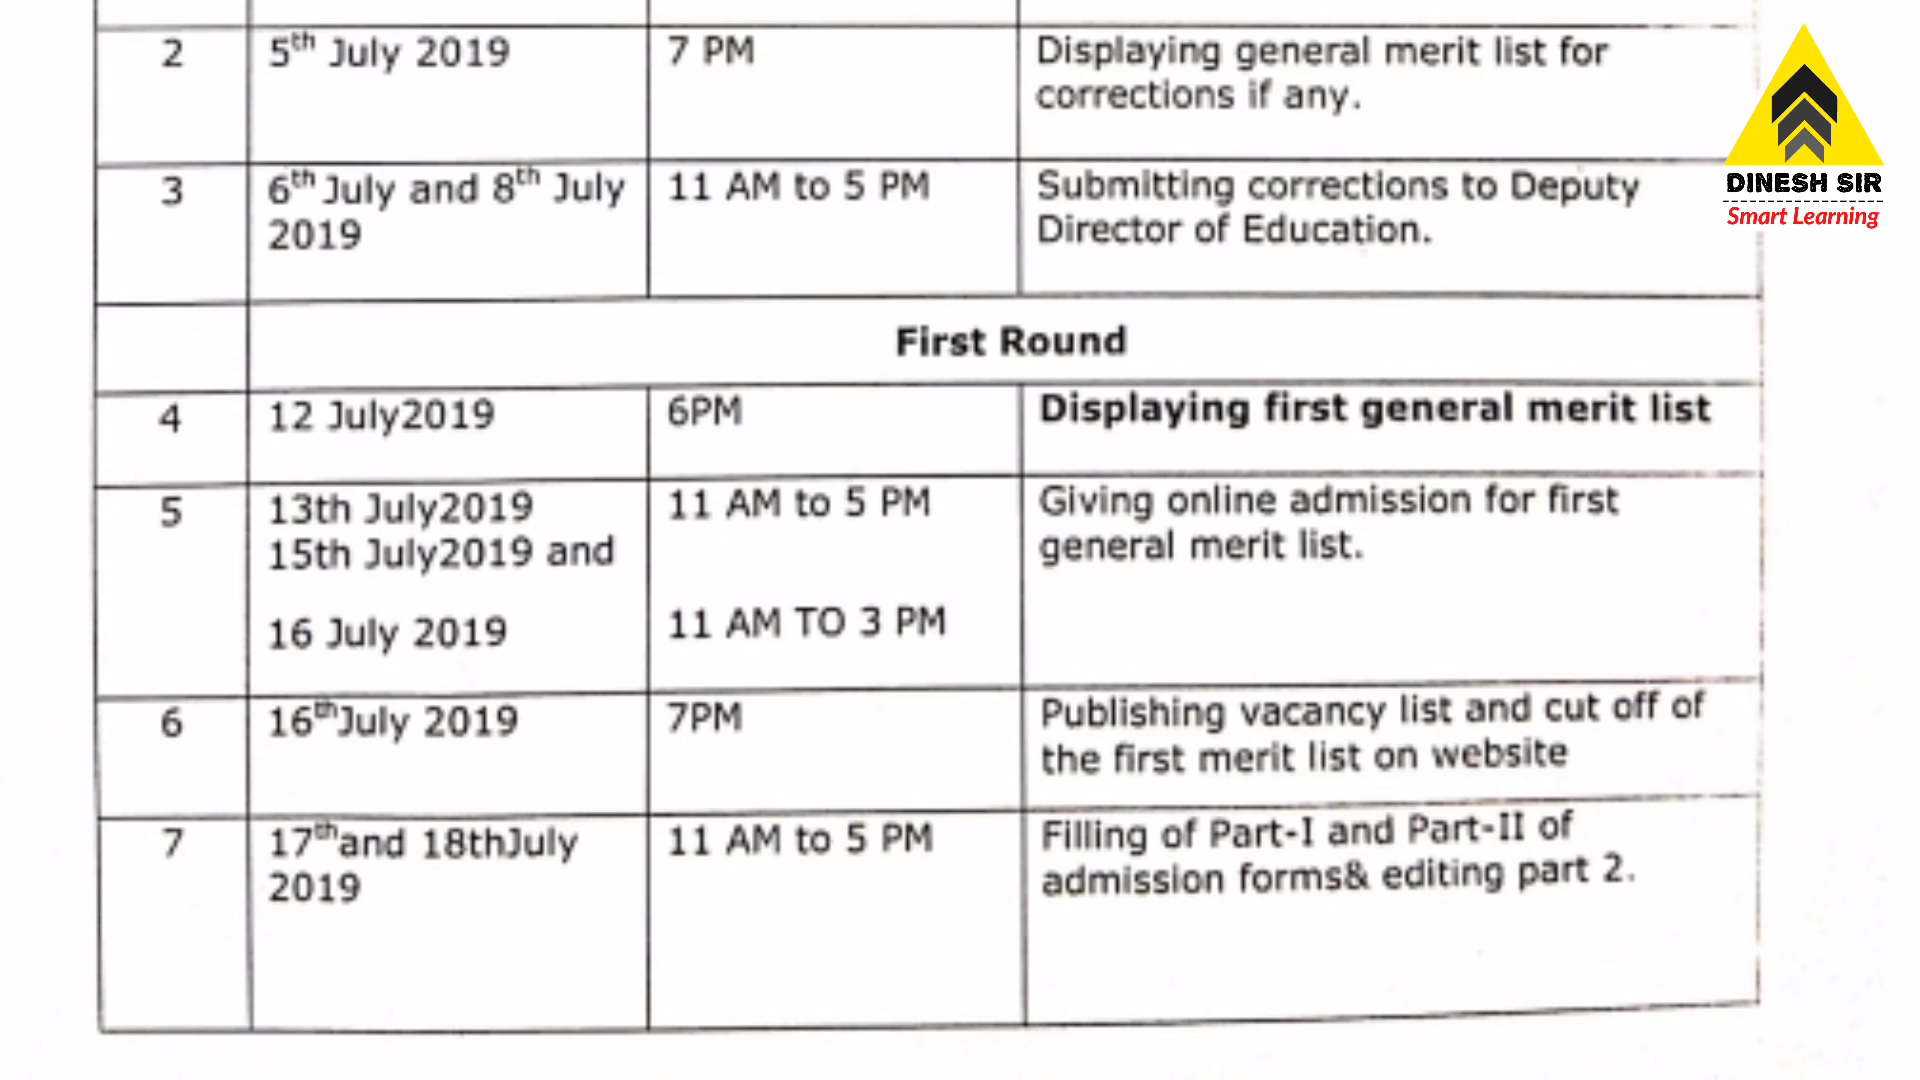 2 5th July 2019 7 PM Displaying general merit list for
corrections if any.
3 6th July and 8th July 11 AM to 5 PM Submitting corrections to Deputy
2019 Director of Education.
First Round
4 12 July2019 6PM Displaying first general merit list
5 13th July2019 11 AM to 5 PM Giving online admission for first
15th July2019 and general merit list.
16 July 2019 11 AM TO 3 PM
6 16thJuly 2019 7PM Publishing vacancy list and cut off of
the first merit list on website
7 17thand 18thJuly 11 AM to 5 PM Filling of Part-I and Part-II of
2019 admission forms& editing part 2.
DINESH SIR
Smart Learning